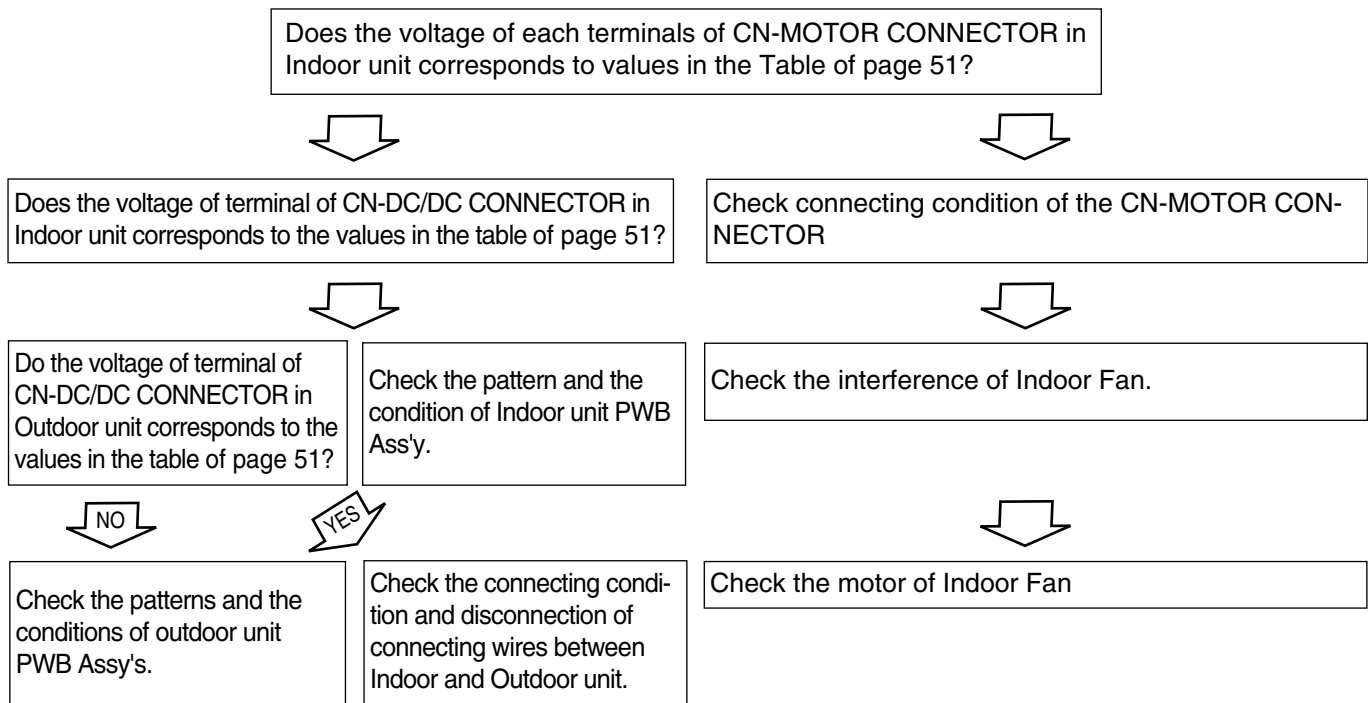 Does the voltage of each terminals of CN-MOTOR CONNECTOR in
Indoor unit corresponds to values in the Table of page 51?
Does the voltage of terminal of CN-DC/DC CONNECTOR in
Indoor unit corresponds to the values in the table of page 51?
Check connecting condition of the CN-MOTOR CON-
NECTOR
Do the voltage of terminal of
CN-DC/DC CONNECTOR in
Outdoor unit corresponds to the
values in the table of page 51?
Check the pattern and the
condition of Indoor unit PWB
Ass'y.
Check the interference of Indoor Fan.
NO
YES
Check the patterns and the
conditions of outdoor unit
PWB Assy's.
Check the connecting condi-
tion and disconnection of
connecting wires between
Indoor and Outdoor unit.
Check the motor of Indoor Fan